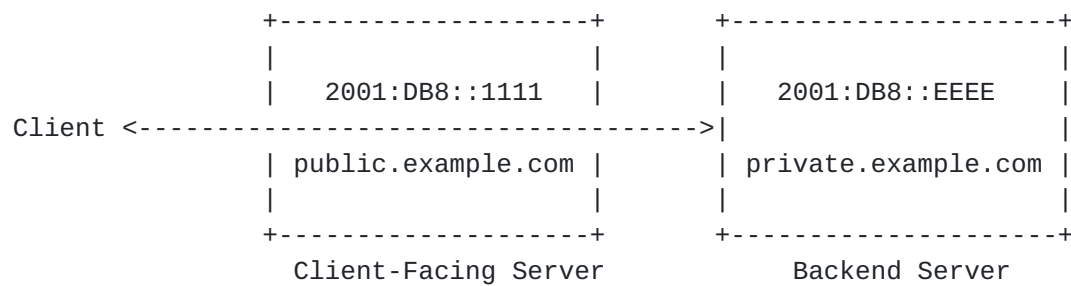 +--------------------+       +---------------------+
|                    |       |                     |
|   2001:DB8::1111   |       |   2001:DB8::EEEE    |
Client <------------------------------------->|                     |
| public.example.com |       | private.example.com |
|                    |       |                     |
+--------------------+       +---------------------+
Client-Facing Server            Backend Server